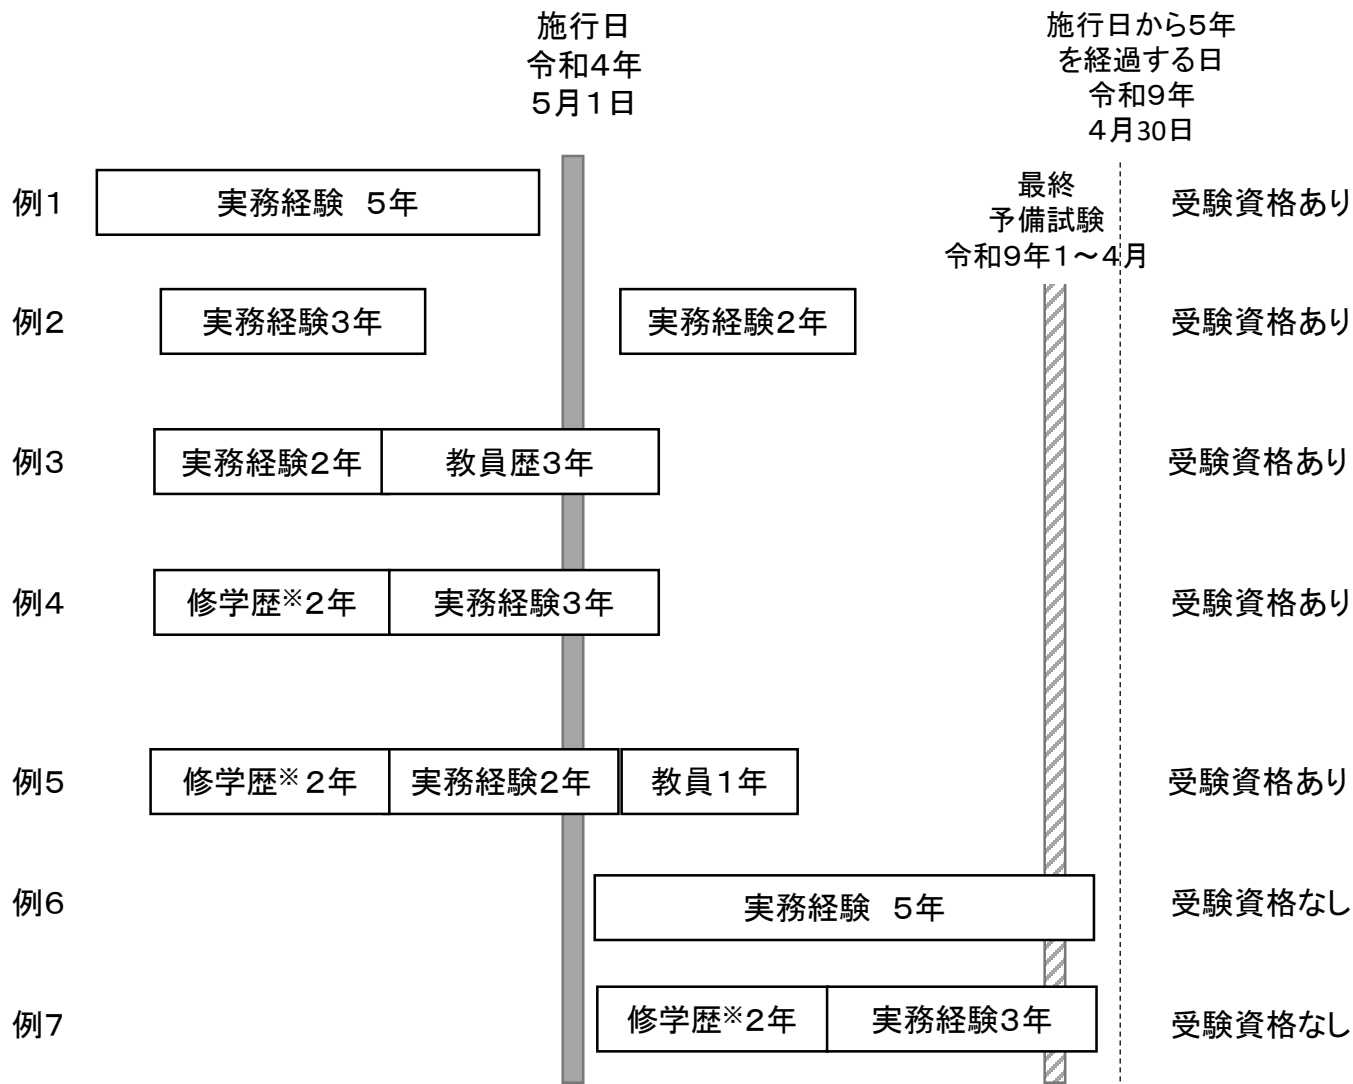 施行日
令和４年
５月１日
施行日から５年
を経過する日
令和９年
４月30日
最終
予備試験
令和９年１～４月
例１
実務経験　５年
受験資格あり
例２
実務経験３年
実務経験２年
受験資格あり
例３
実務経験２年
教員歴３年
受験資格あり
例４
修学歴※２年
実務経験３年
受験資格あり
例５
修学歴※２年
実務経験２年
教員１年
受験資格あり
例６
実務経験　５年
受験資格なし
例７
修学歴※２年
実務経験３年
受験資格なし